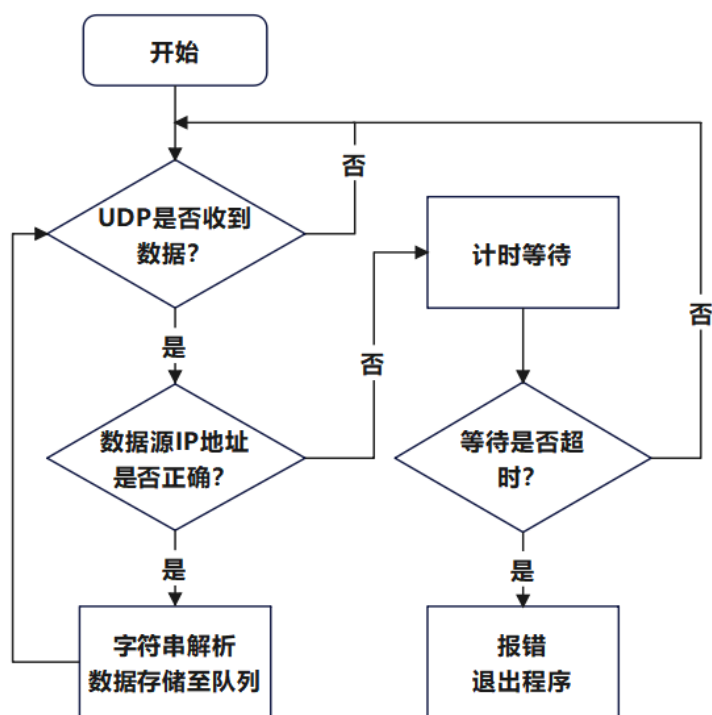 开始
否
UDP是否收到
数据?
计时等待
否
是
否
数据源IP地址
是否正确?
等待是否超
时?
是
是
字符串解析
数据存储至队列
报错
退出程序